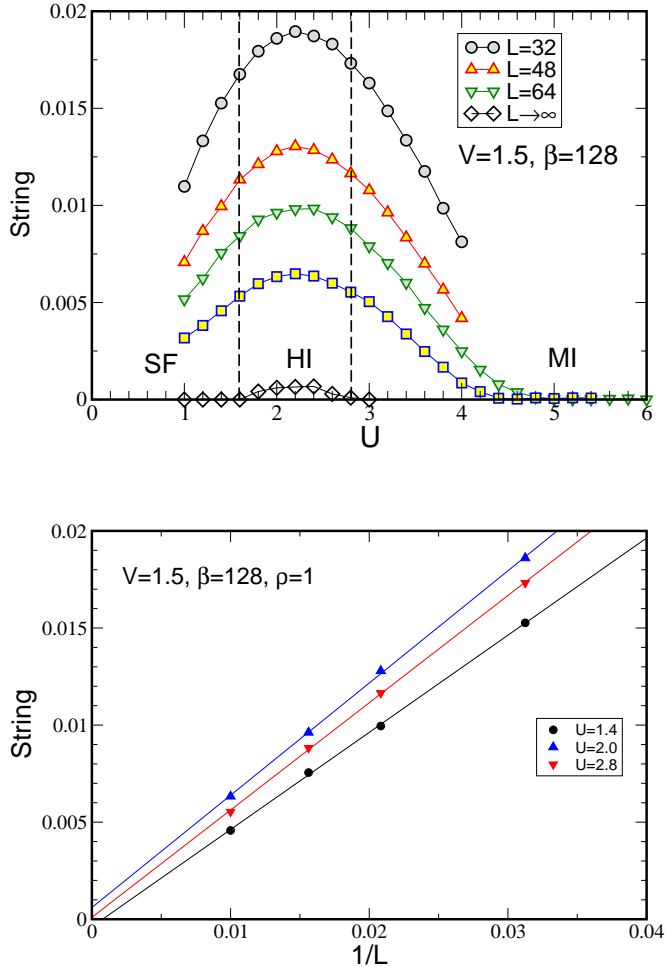 0.02
0.015
0.01
0.005
0
String
L=32
L=48
L=64
L→∞
V=1.5, β=128
SF
HI
MI
0 1 2 3 4 5 6
U
0.02
0.015
0.01
0.005
0
String
V=1.5, β=128, ρ=1
U=1.4
U=2.0
U=2.8
0 0.01 0.02 0.03 0.04
1/L